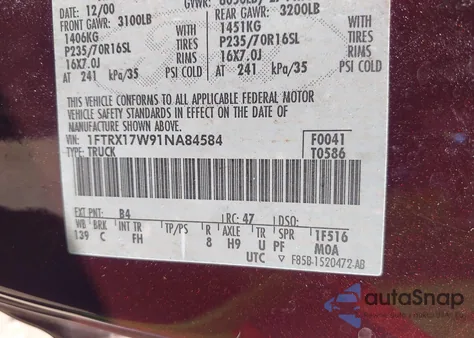 DATE: 12/00
FRONT GAWR: 3100LB
REAR GAWR: 3200LB
1406KG
1451KG
P235/70R16SL TIRES
P235/70R16SL TIRES
16X7.0J RIMS
16X7.0J RIMS
AT 241 kPa/35 PSI COLD
AT 241 kPa/35 PSI COLD
THIS VEHICLE CONFORMS TO ALL APPLICABLE FEDERAL MOTOR
VEHICLE SAFETY STANDARDS IN EFFECT ON THE DATE OF
MANUFACTURE SHOWN ABOVE.
VIN: 1FTRX17W91NA84584 F0041
TYPE: TRUCK T0586
EXT PNT: B4 RC: 47 DSO:
WB BRK INT TR TP/PS R AXLE TR SPR
139 C FH 8 H9 U PF 1F516
U M0A
UTC ▽ F85B-1520472-AB
autoSnap